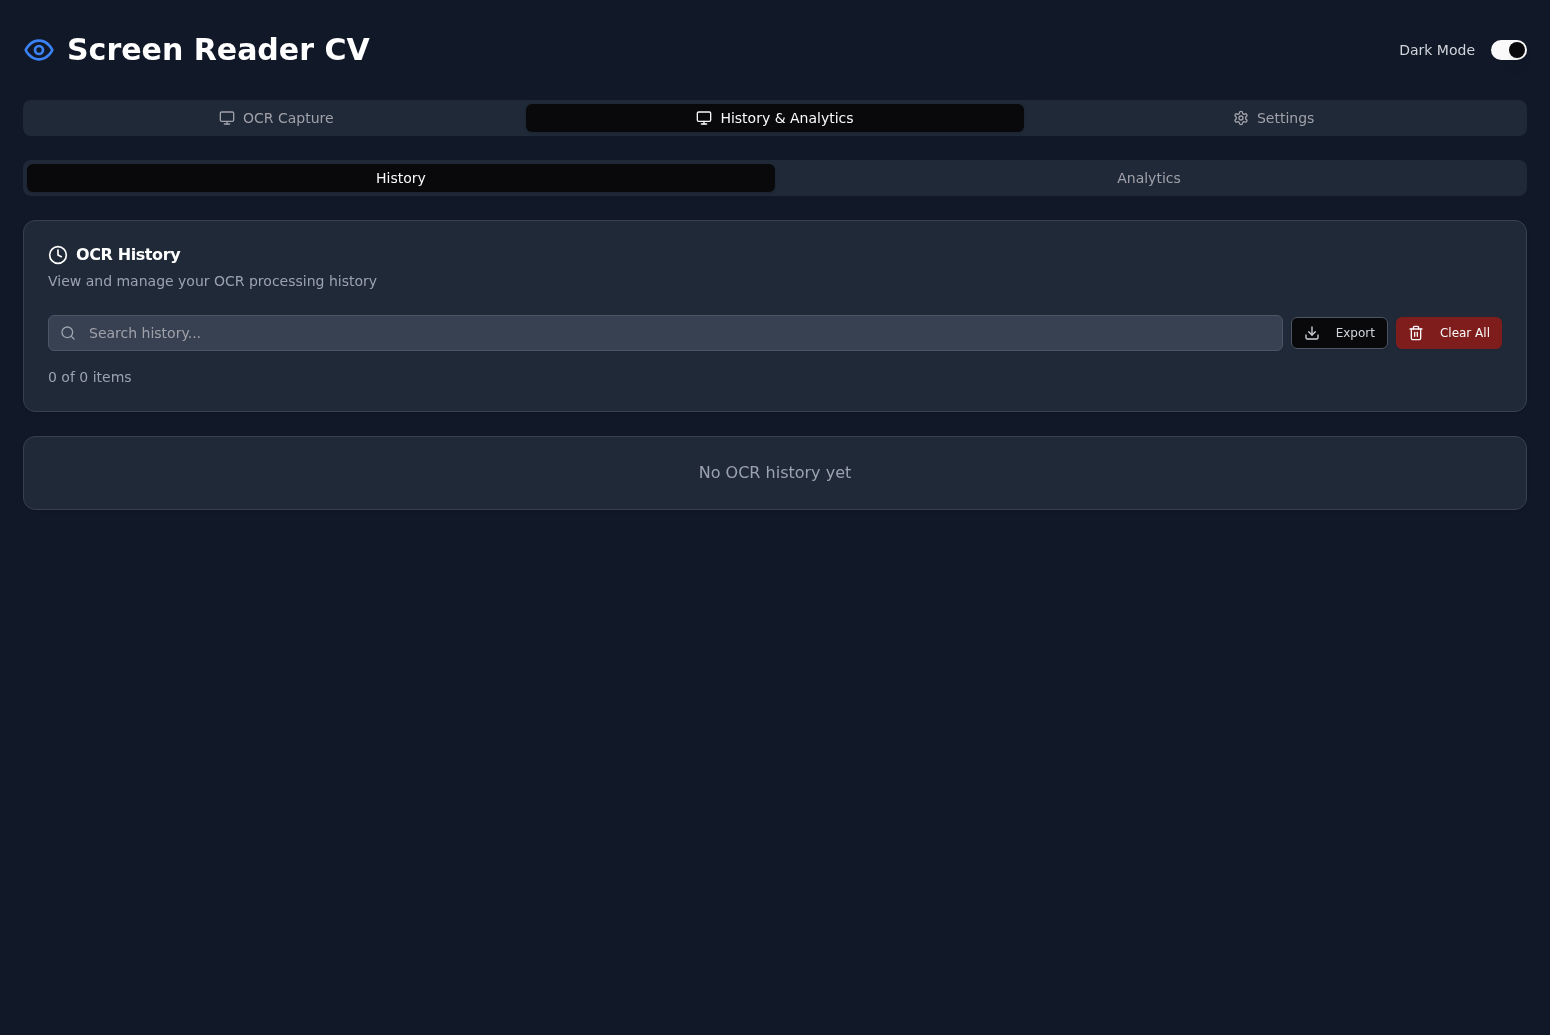 Screen Reader CV
Dark Mode
OCR Capture
History & Analytics
Settings
History
Analytics
OCR History
View and manage your OCR processing history
Search history...
Export
Clear All
0 of 0 items
No OCR history yet